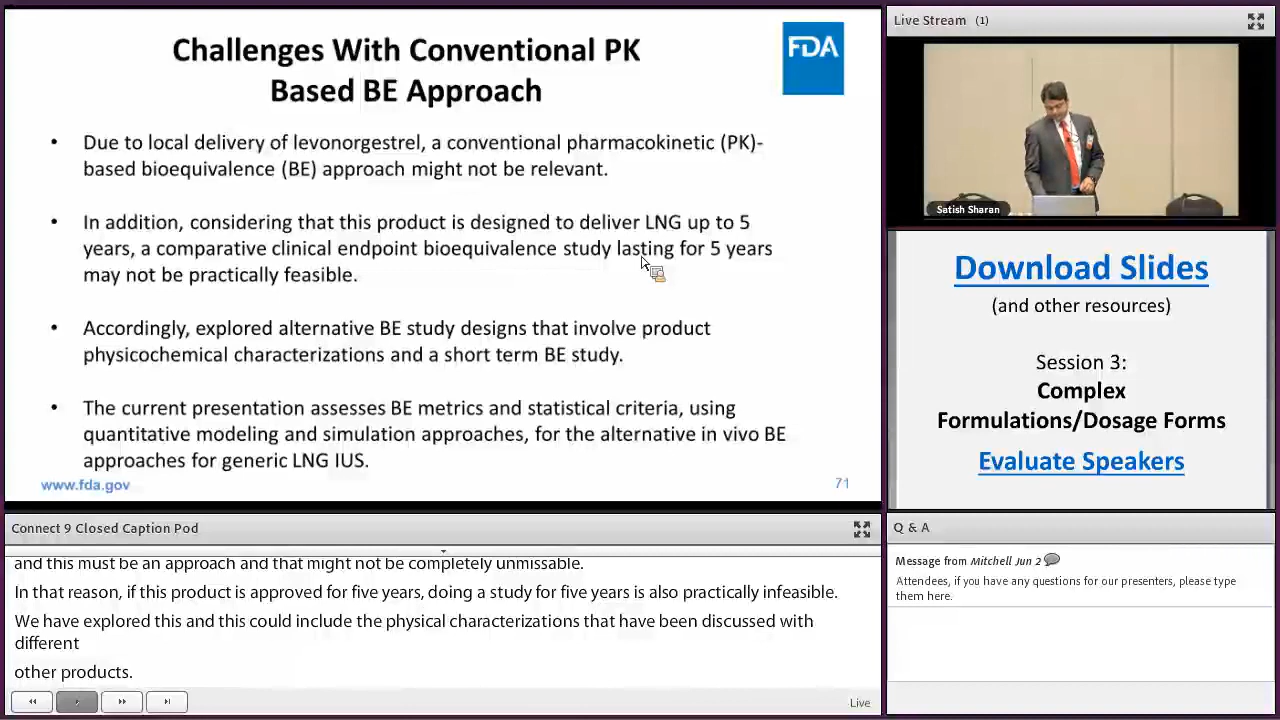 Challenges With Conventional PK
Based BE Approach
FDA
• Due to local delivery of levonorgestrel, a conventional pharmacokinetic (PK)-
based bioequivalence (BE) approach might not be relevant.
• In addition, considering that this product is designed to deliver LNG up to 5
years, a comparative clinical endpoint bioequivalence study lasting for 5 years
may not be practically feasible.
• Accordingly, explored alternative BE study designs that involve product
physicochemical characterizations and a short term BE study.
• The current presentation assesses BE metrics and statistical criteria, using
quantitative modeling and simulation approaches, for the alternative in vivo BE
approaches for generic LNG IUS.
www.fda.gov
71
Connect 9 Closed Caption Pod
and this must be an approach and that might not be completely unmissable.
In that reason, if this product is approved for five years, doing a study for five years is also practically infeasible.
We have explored this and this could include the physical characterizations that have been discussed with
different
other products.
Live
Live Stream (1)
Satish Sharan
Download Slides
(and other resources)
Session 3:
Complex
Formulations/Dosage Forms
Evaluate Speakers
Q & A
Message from Mitchell Jun 2
Attendees, if you have any questions for our presenters, please type
them here.